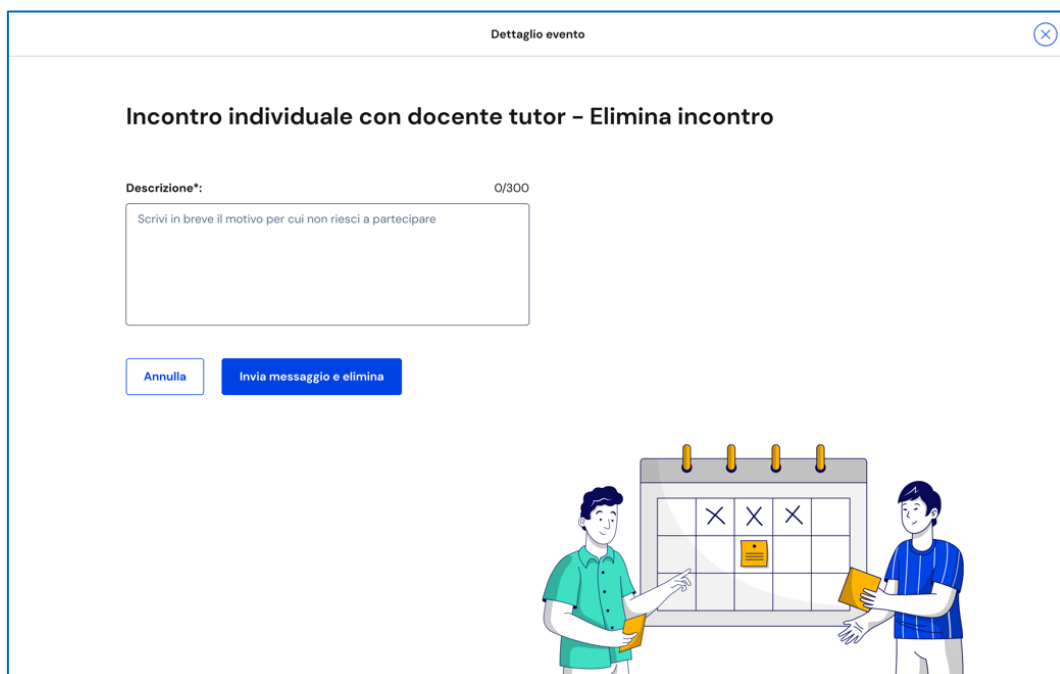 Dettaglio evento
Incontro individuale con docente tutor – Elimina incontro
Descrizione*: 0/300
Scrivi in breve il motivo per cui non riesci a partecipare
Annulla Invia messaggio e elimina